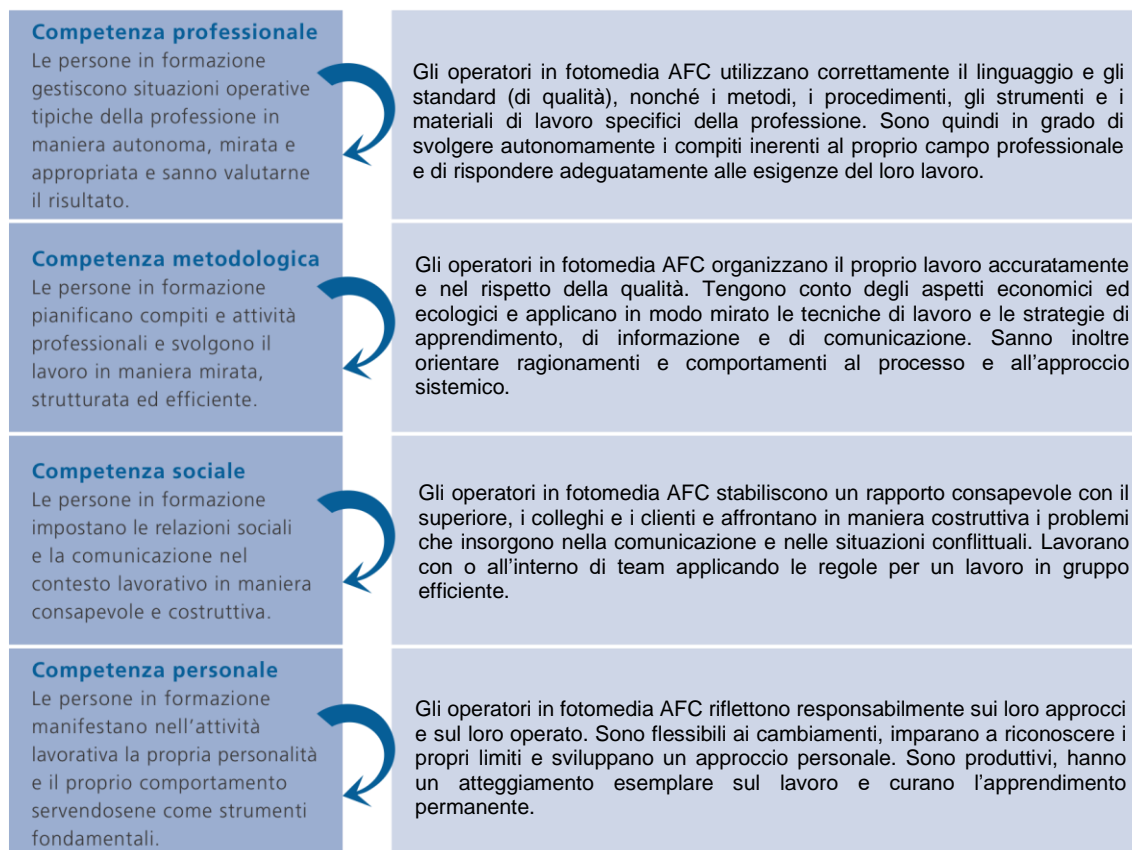 Competenza professionale
Le persone in formazione
gestiscono situazioni operative
tipiche della professione in
maniera autonoma, mirata e
appropriata e sanno valutarne
il risultato.
Gli operatori in fotomedia AFC utilizzano correttamente il linguaggio e gli
standard (di qualità), nonché i metodi, i procedimenti, gli strumenti e i
materiali di lavoro specifici della professione. Sono quindi in grado di
svolgere autonomamente i compiti inerenti al proprio campo professionale
e di rispondere adeguatamente alle esigenze del loro lavoro.
Competenza metodologica
Le persone in formazione
pianificano compiti e attività
professionali e svolgono il
lavoro in maniera mirata,
strutturata ed efficiente.
Gli operatori in fotomedia AFC organizzano il proprio lavoro accuratamente
e nel rispetto della qualità. Tengono conto degli aspetti economici ed
ecologici e applicano in modo mirato le tecniche di lavoro e le strategie di
apprendimento, di informazione e di comunicazione. Sanno inoltre
orientare ragionamenti e comportamenti al processo e all'approccio
sistemico.
Competenza sociale
Le persone in formazione
impostano le relazioni sociali
e la comunicazione nel
contesto lavorativo in maniera
consapevole e costruttiva.
Gli operatori in fotomedia AFC stabiliscono un rapporto consapevole con il
superiore, i colleghi e i clienti e affrontano in maniera costruttiva i problemi
che insorgono nella comunicazione e nelle situazioni conflittuali. Lavorano
con o all'interno di team applicando le regole per un lavoro in gruppo
efficiente.
Competenza personale
Le persone in formazione
manifestano nell'attività
lavorativa la propria personalità
e il proprio comportamento
servendosene come strumenti
fondamentali.
Gli operatori in fotomedia AFC riflettono responsabilmente sui loro approcci
e sul loro operato. Sono flessibili ai cambiamenti, imparano a riconoscere i
propri limiti e sviluppano un approccio personale. Sono produttivi, hanno
un atteggiamento esemplare sul lavoro e curano l'apprendimento
permanente.